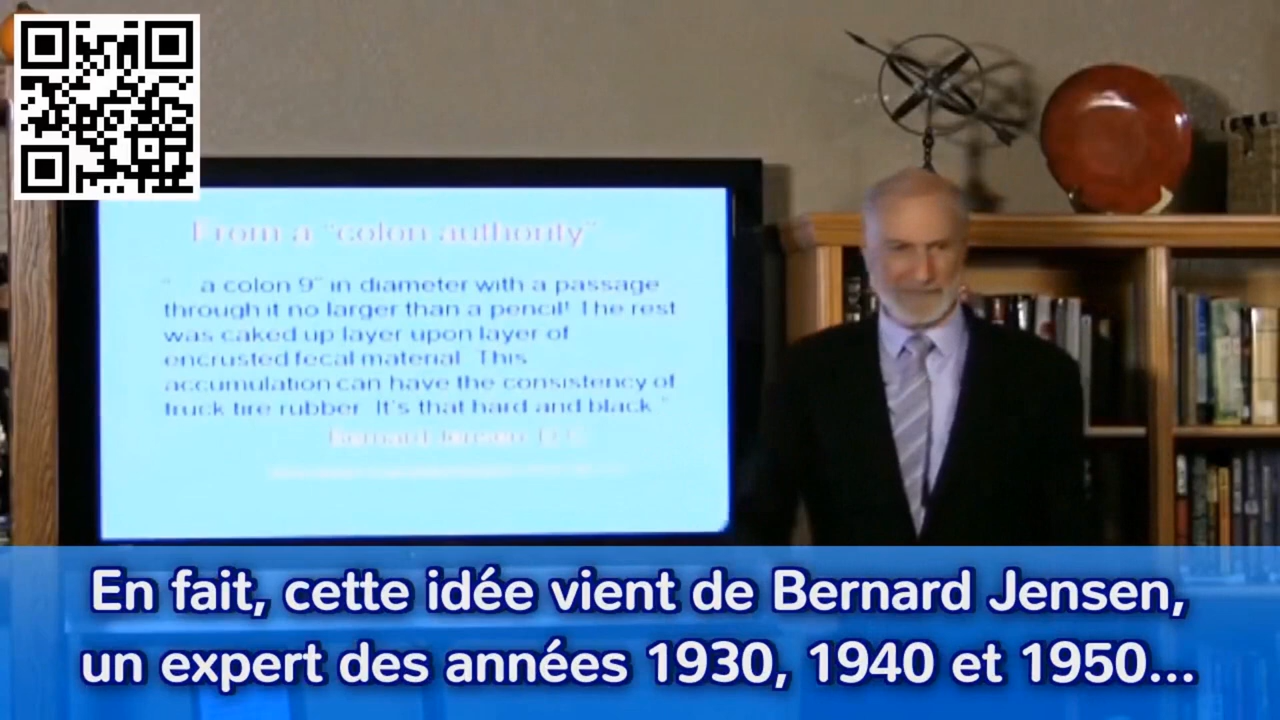 From a "colon authority"
" a colon 9" in diameter with a passage
through it no larger than a pencil! The rest
was caked up layer upon layer of
encrusted fecal material. This
accumulation can have the consistency of
truck tire rubber. It's that hard and black."
Bernard Jensen, D.C.
En fait, cette idée vient de Bernard Jensen,
un expert des années 1930, 1940 et 1950...